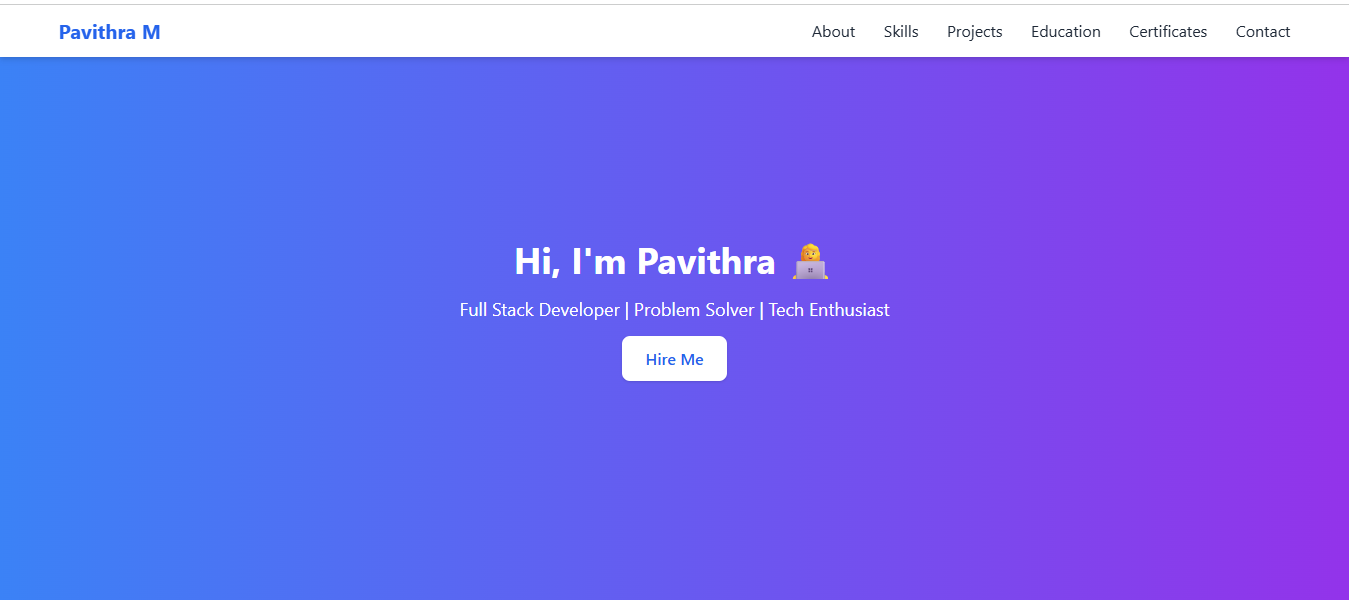 Pavithra M
About Skills Projects Education Certificates Contact
Hi, I'm Pavithra 👩‍💻
Full Stack Developer | Problem Solver | Tech Enthusiast
Hire Me